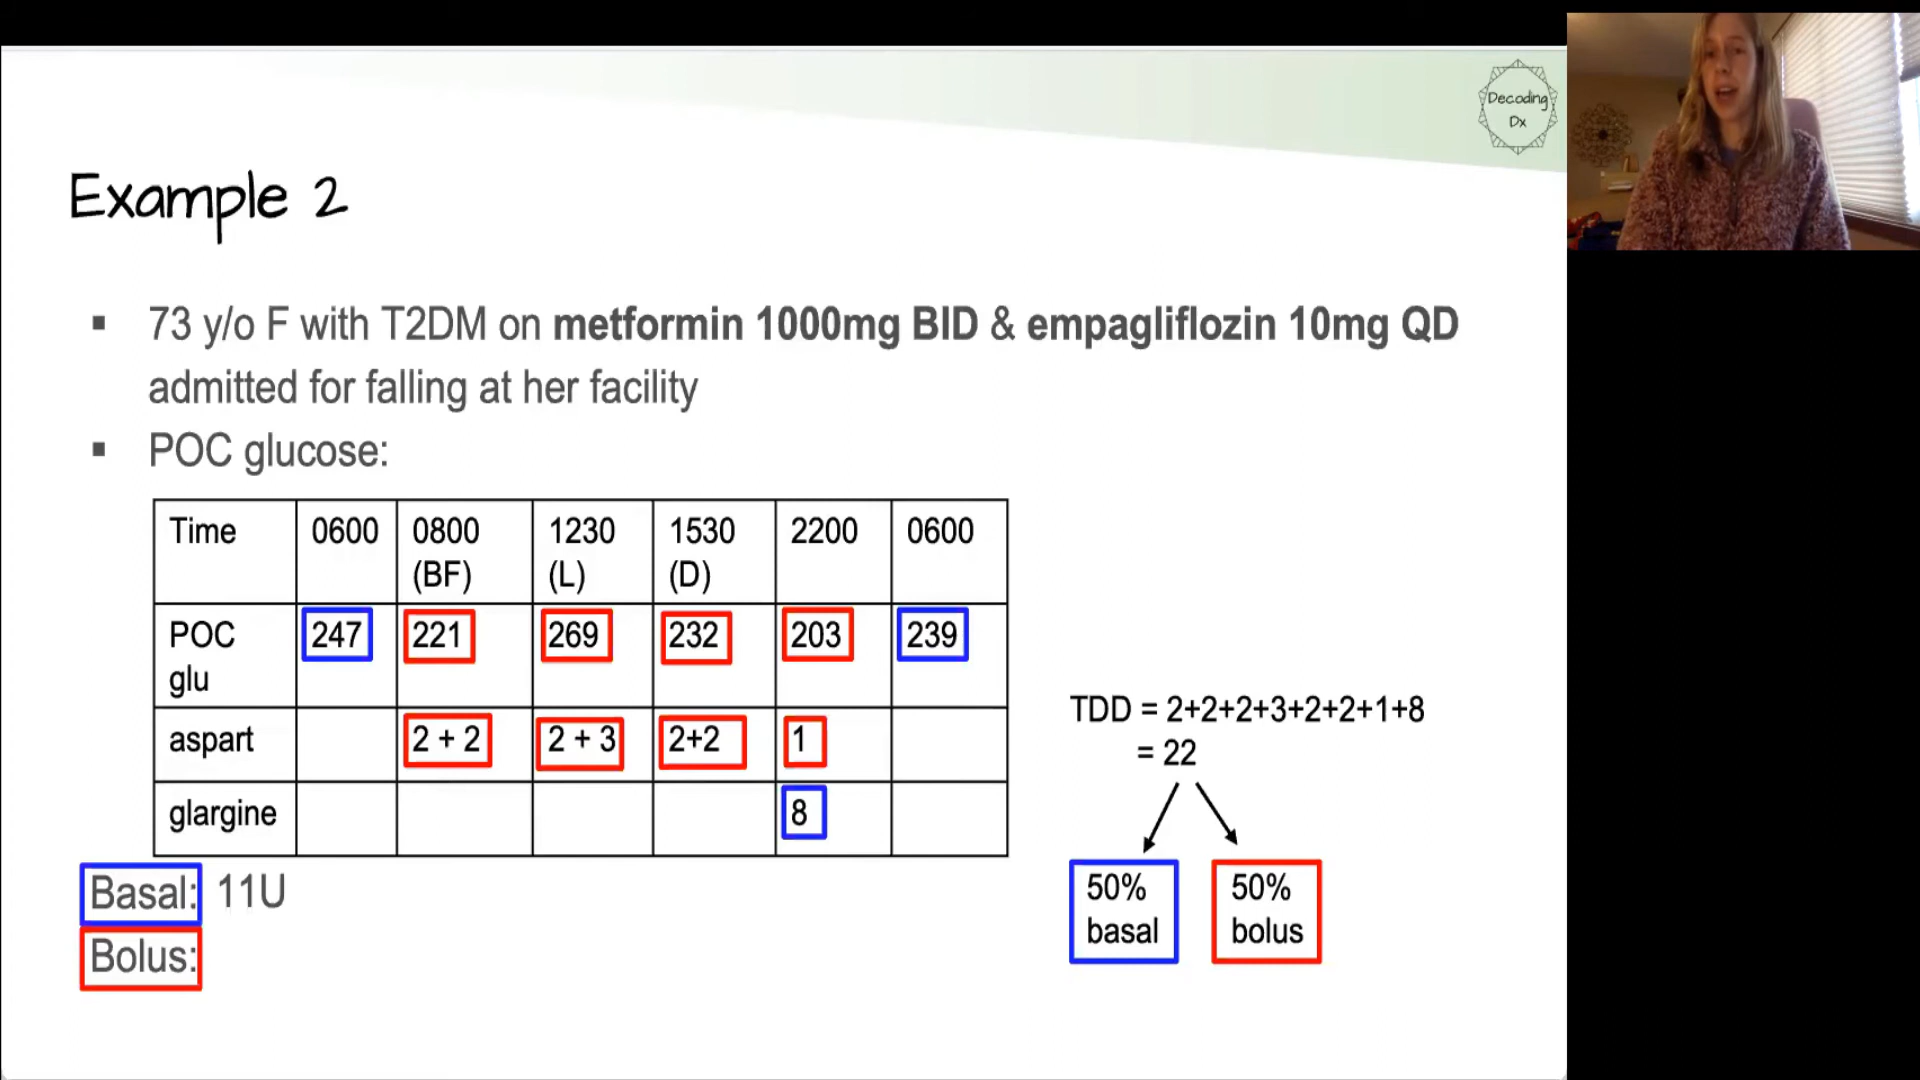 Decoding
Dx
Example 2
▪ 73 y/o F with T2DM on metformin 1000mg BID & empagliflozin 10mg QD
admitted for falling at her facility
▪ POC glucose:
Time 0600 0800 (BF) 1230 (L) 1530 (D) 2200 0600
POC glu 247 221 269 232 203 239
aspart 2 + 2 2 + 3 2+2 1
glargine 8
Basal: 11U
Bolus:
TDD = 2+2+2+3+2+2+1+8
= 22
50% basal
50% bolus